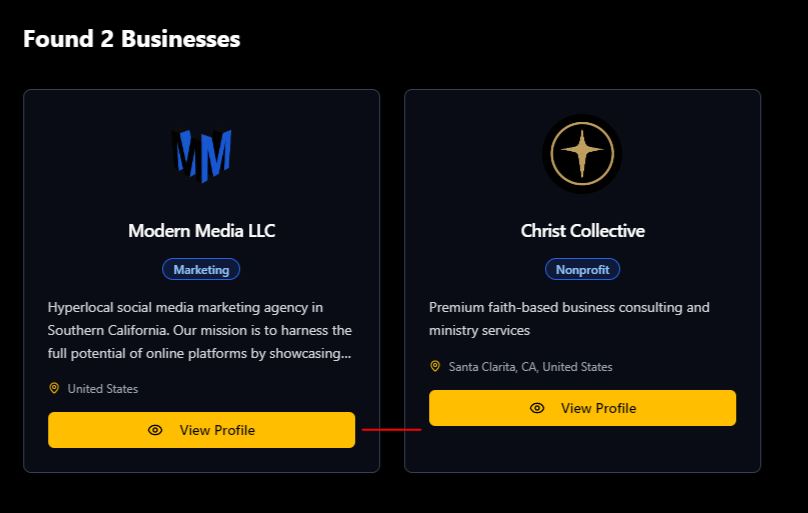 Found 2 Businesses
MM
Modern Media LLC
Marketing
Hyperlocal social media marketing agency in
Southern California. Our mission is to harness the
full potential of online platforms by showcasing...
United States
View Profile
Christ Collective
Nonprofit
Premium faith-based business consulting and
ministry services
Santa Clarita, CA, United States
View Profile